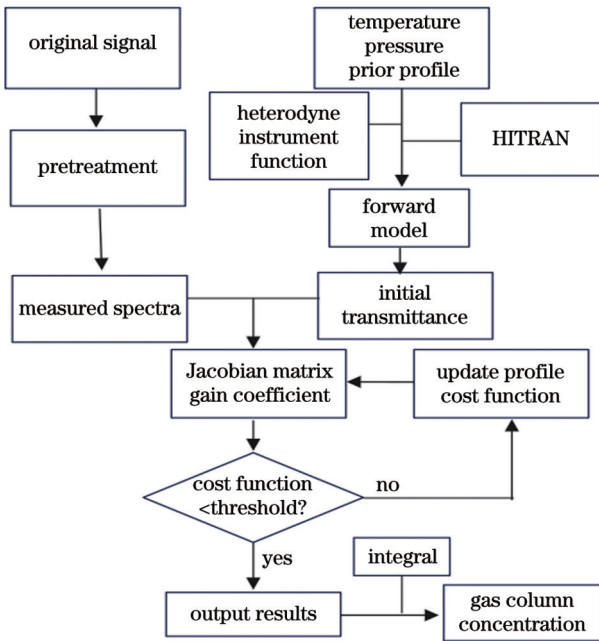 original signal
temperature
pressure
prior profile
heterodyne
instrument
function
HITRAN
pretreatment
forward
model
measured spectra
initial
transmittance
Jacobian matrix
gain coefficient
update profile
cost function
cost function
<threshold?
no
yes
integral
output results
gas column
concentration